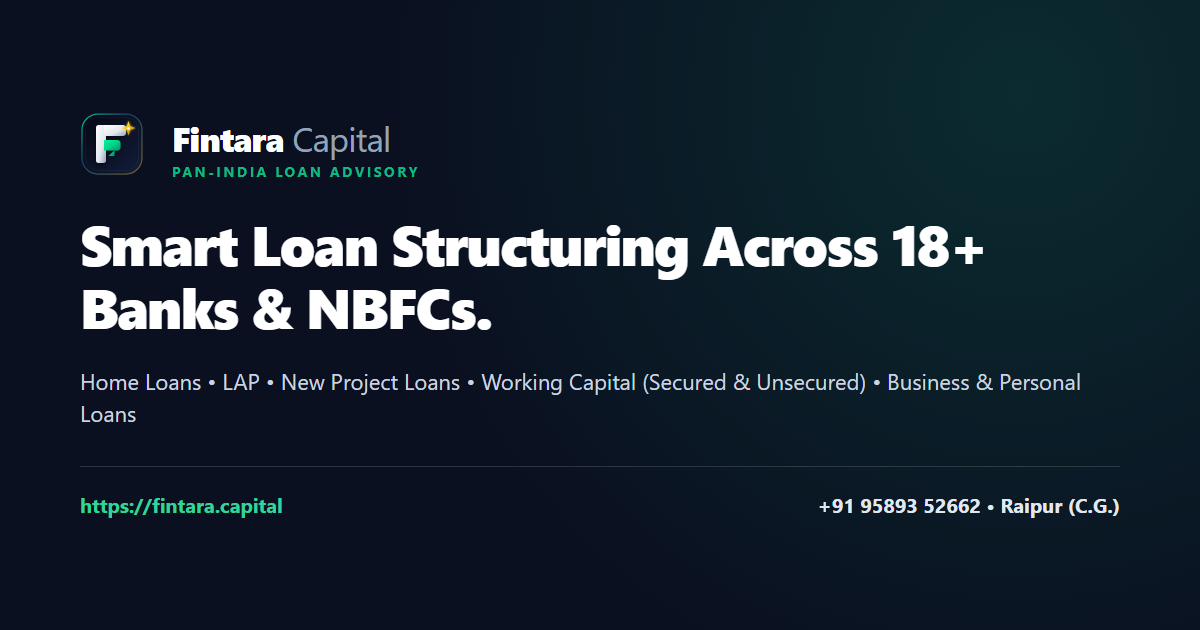 Fintara Capital
PAN-INDIA LOAN ADVISORY
Smart Loan Structuring Across 18+
Banks & NBFCs.
Home Loans • LAP • New Project Loans • Working Capital (Secured & Unsecured) • Business & Personal
Loans
https://fintara.capital
+91 95893 52662 • Raipur (C.G.)